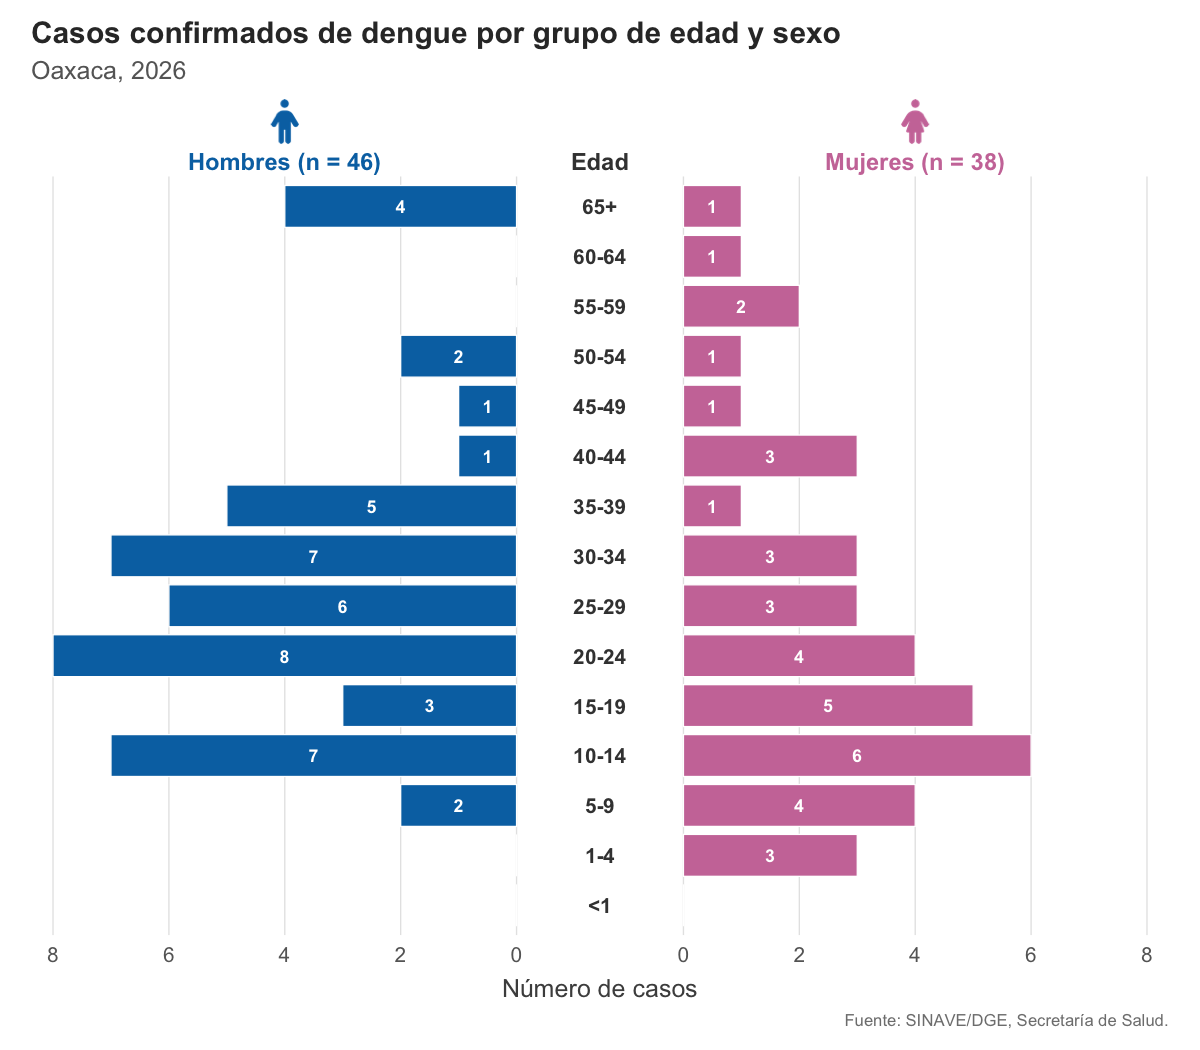 Casos confirmados de dengue por grupo de edad y sexo
Oaxaca, 2026
Hombres (n = 46) Edad Mujeres (n = 38)
4 65+ 1
60-64 1
55-59 2
2 50-54 1
1 45-49 1
1 40-44 3
5 35-39 1
7 30-34 3
6 25-29 3
8 20-24 4
3 15-19 5
7 10-14 6
2 5-9 4
1-4 3
<1
8 6 4 2 0 0 2 4 6 8
Número de casos
Fuente: SINAVE/DGE, Secretaría de Salud.